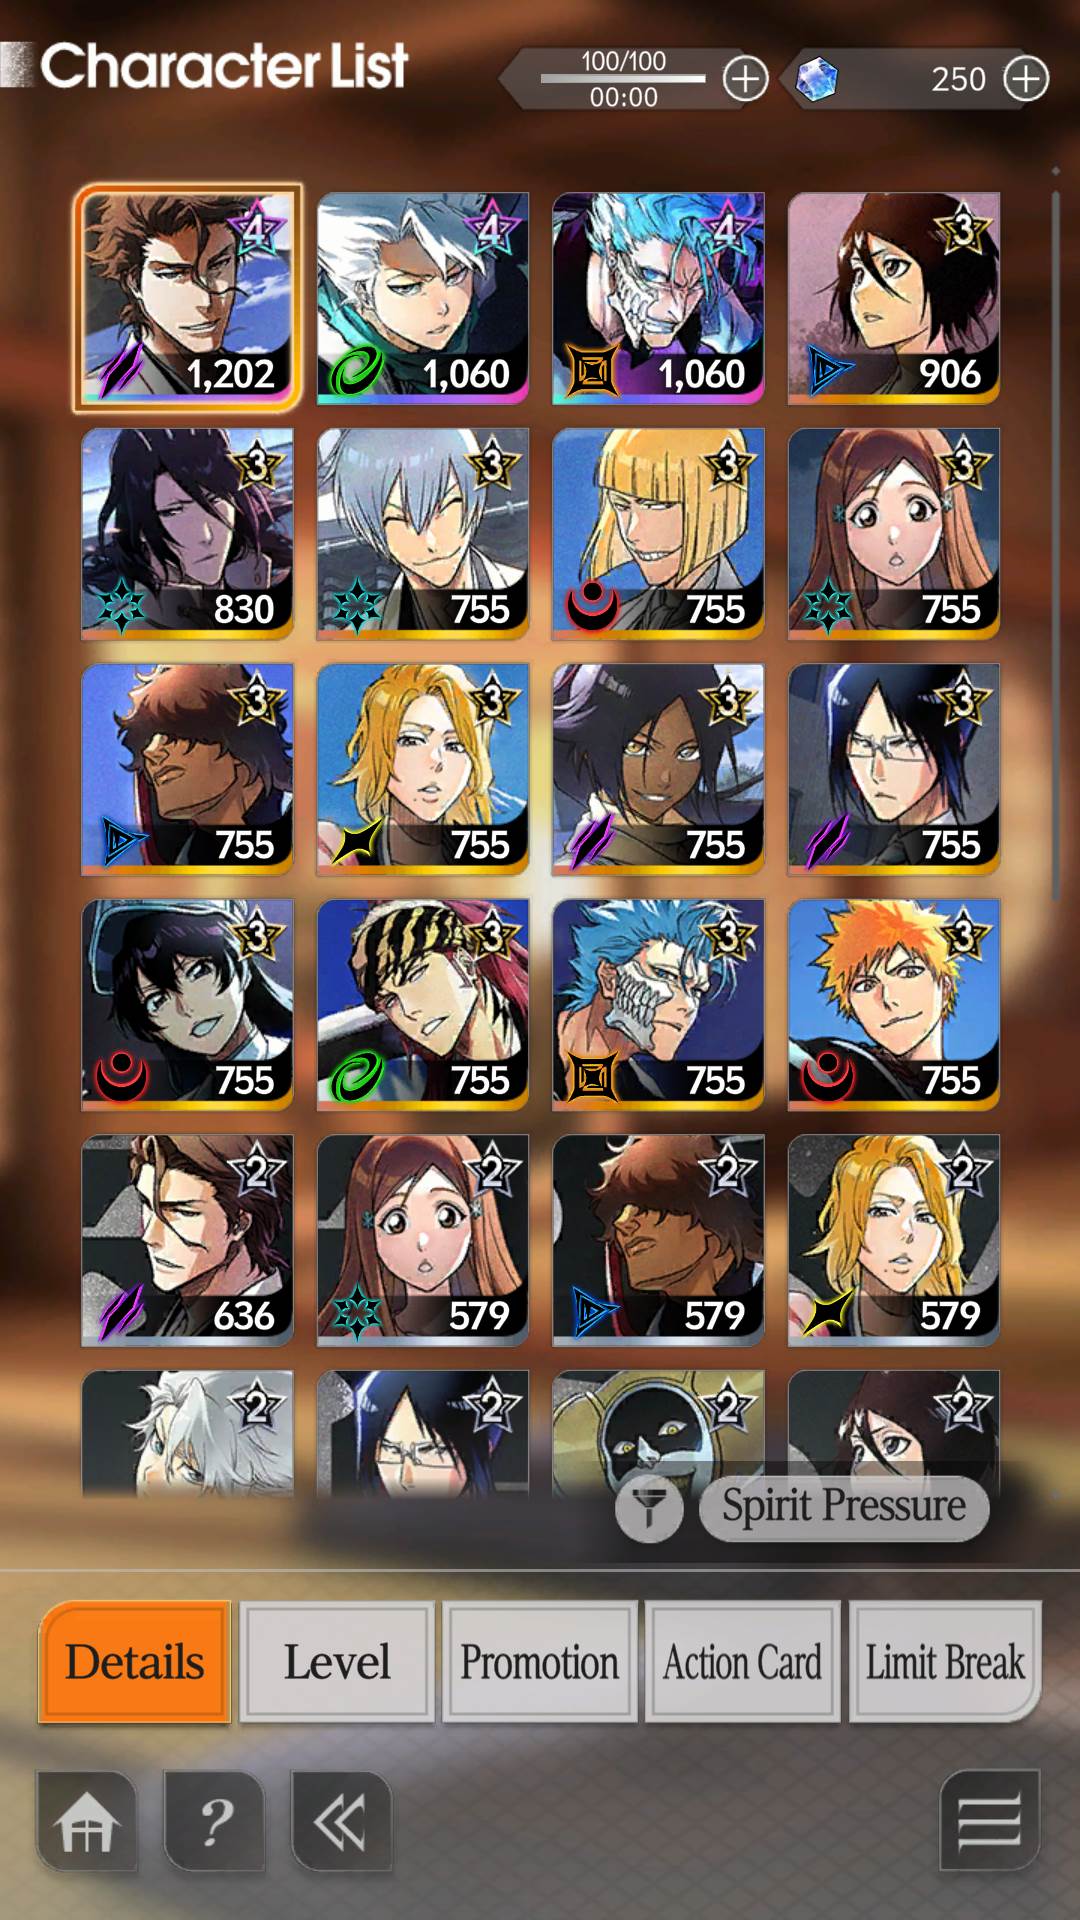 Character List
100/100
00:00
250
4 4 4 3
1,202 1,060 1,060 906
3 3 3 3
830 755 755 755
3 3 3 3
755 755 755 755
3 3 3 3
755 755 755 755
2 2 2 2
636 579 579 579
2 2 2 2
Spirit Pressure
Details Level Promotion Action Card Limit Break
?